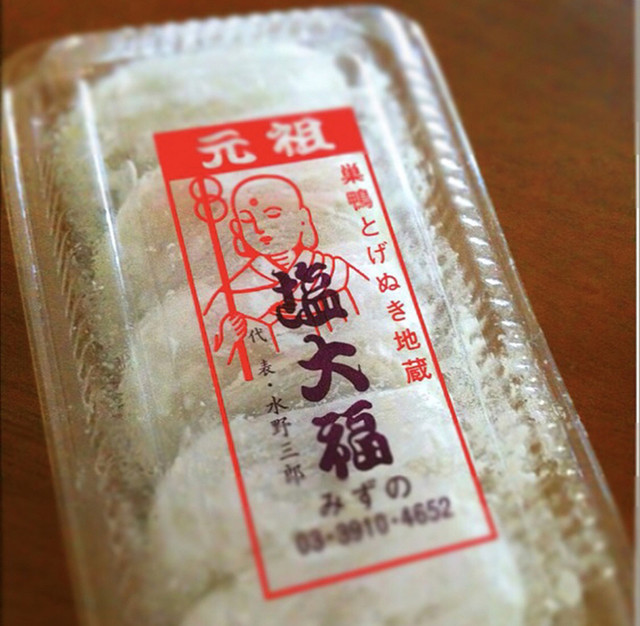 元祖
巣鴨とげぬき地蔵
塩大福
代表・水野三郎
みずの
03-3910-4652